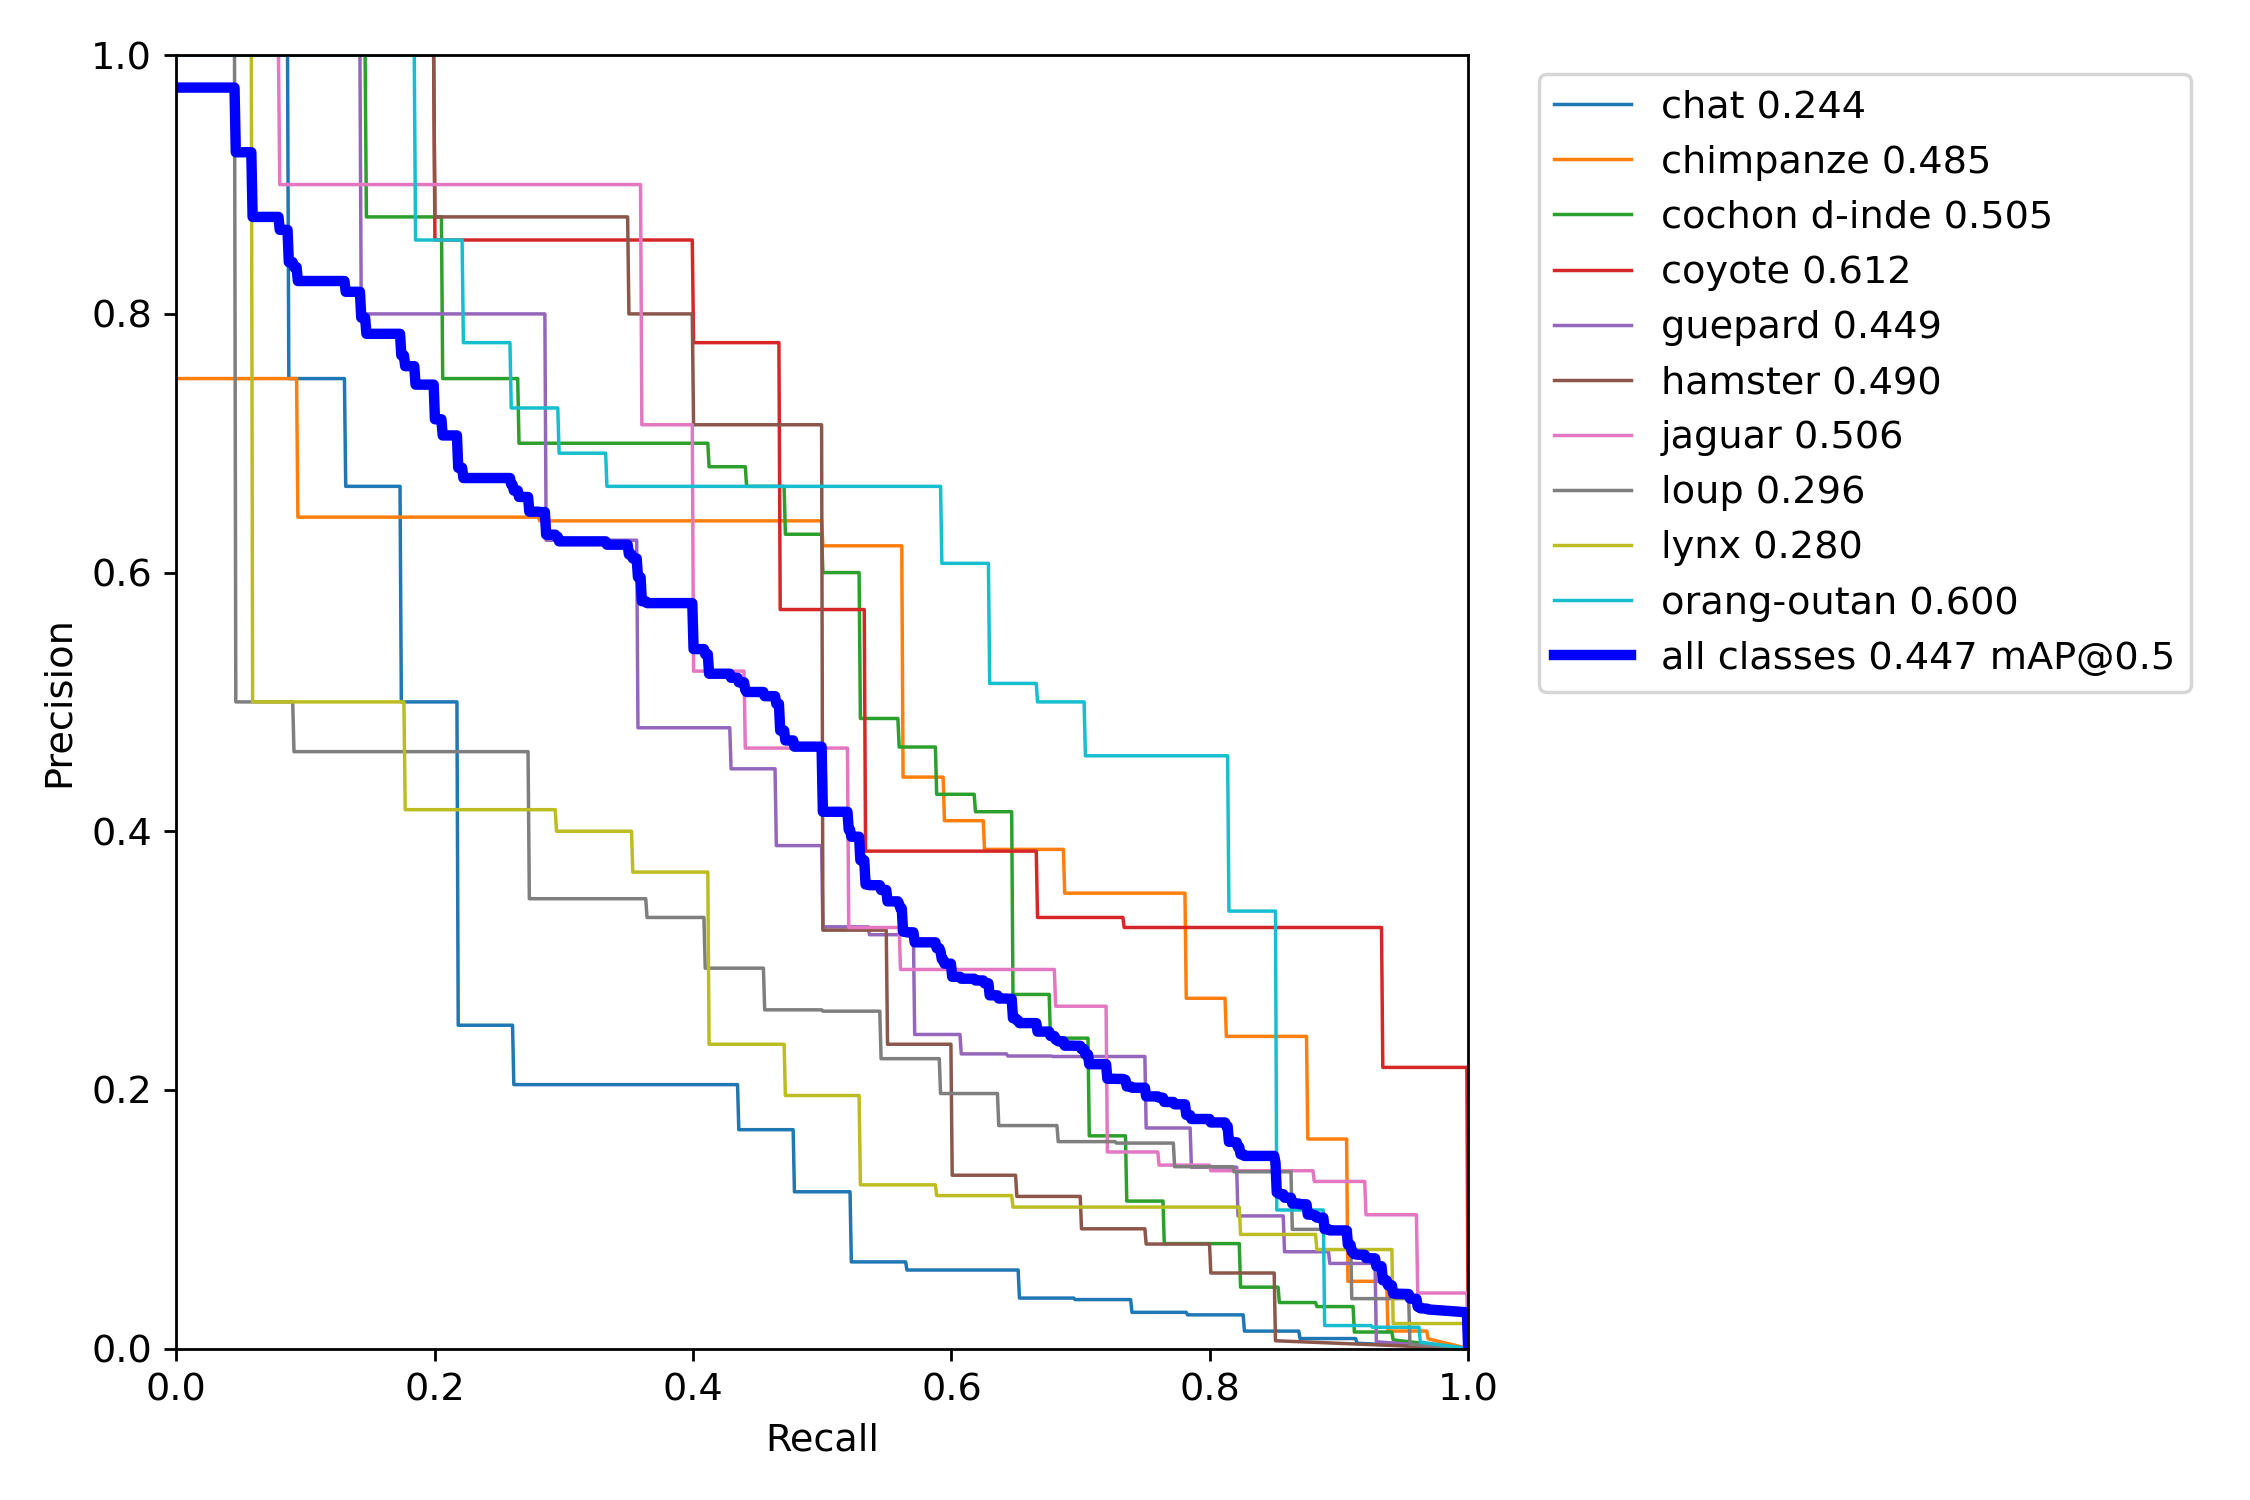 1.0
0.8
0.6
0.4
0.2
0.0
Precision
0.0 0.2 0.4 0.6 0.8 1.0
Recall
chat 0.244
chimpanze 0.485
cochon d-inde 0.505
coyote 0.612
guepard 0.449
hamster 0.490
jaguar 0.506
loup 0.296
lynx 0.280
orang-outan 0.600
all classes 0.447 mAP@0.5